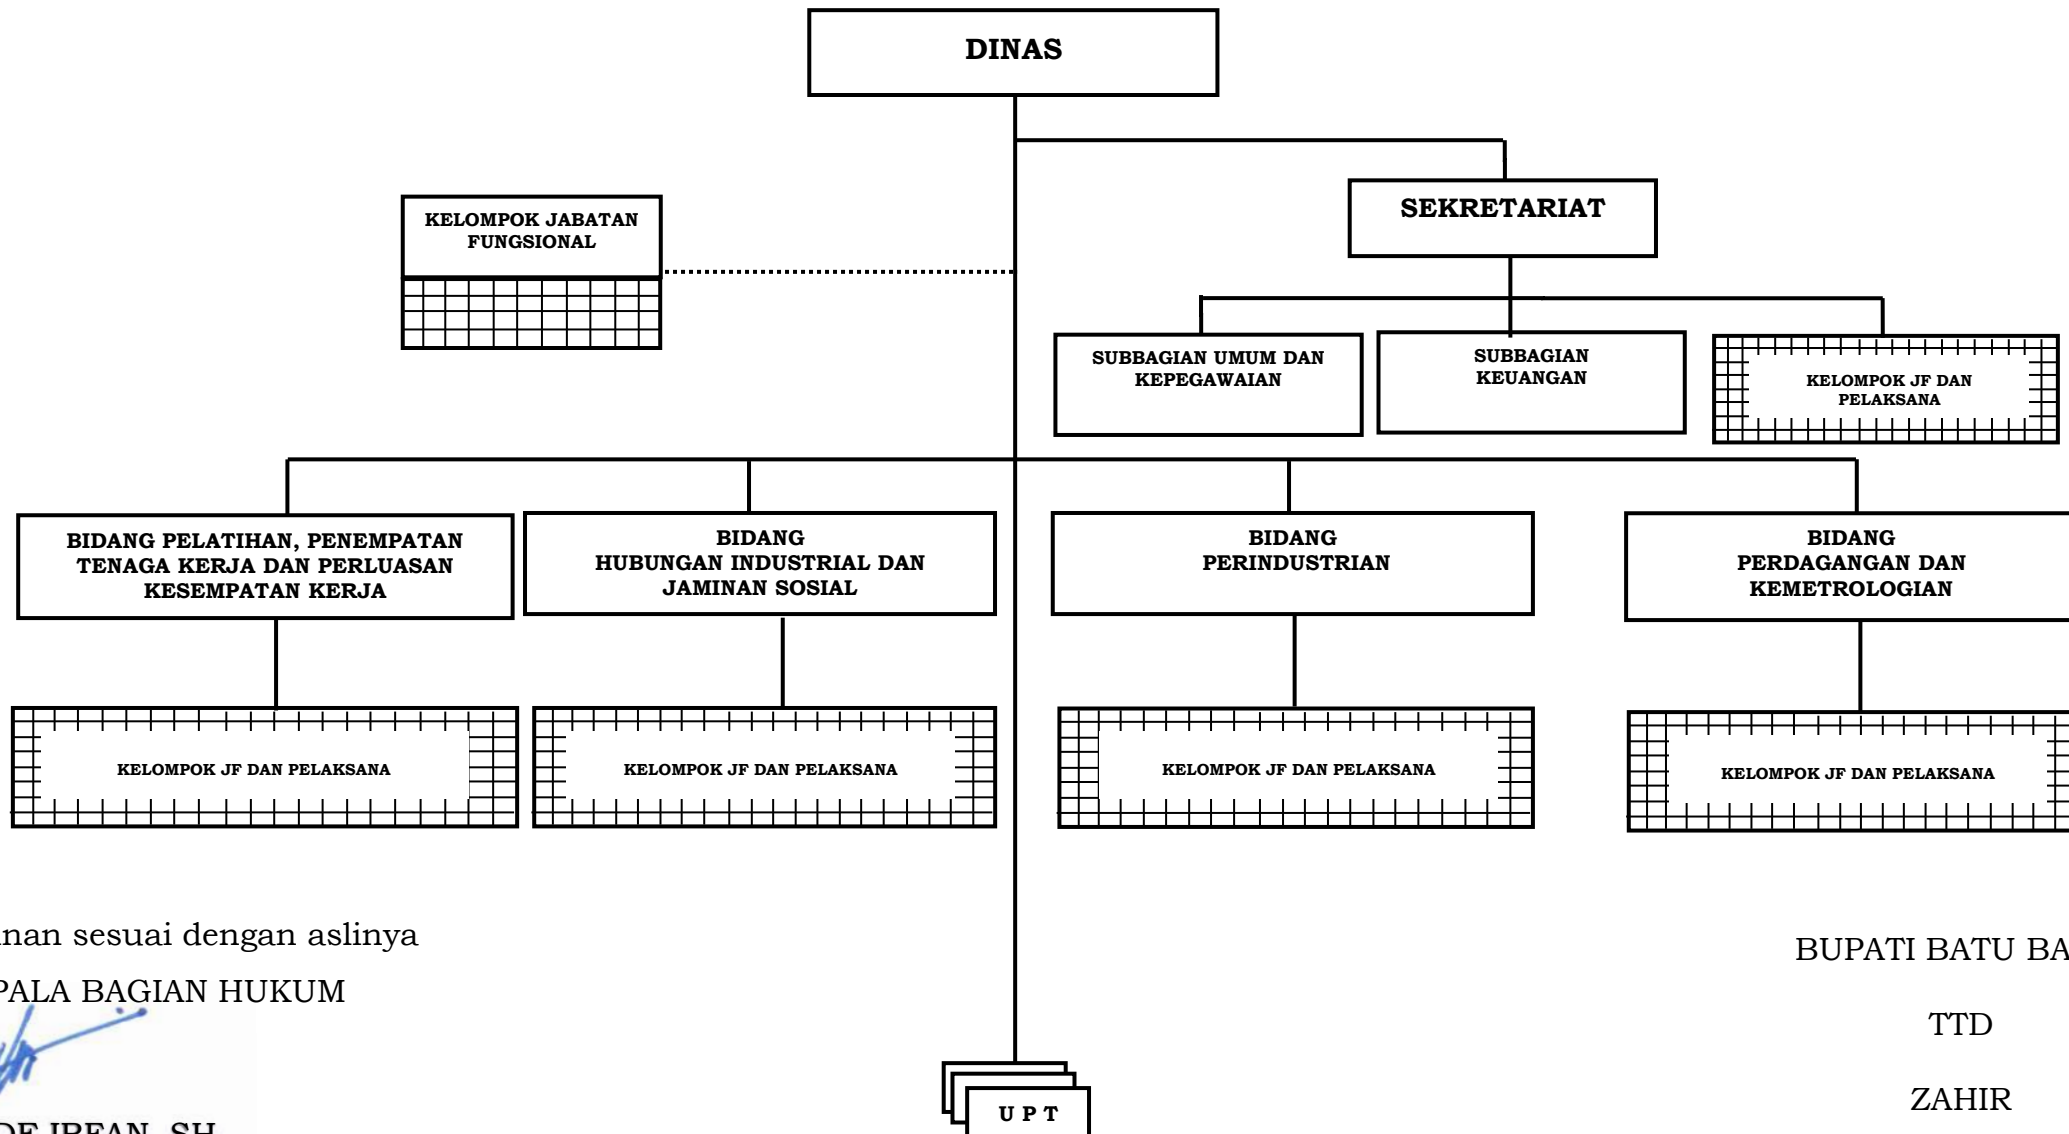 DINAS
SEKRETARIAT
KELOMPOK JABATAN
FUNGSIONAL
SUBBAGIAN UMUM DAN
KEPEGAWAIAN
SUBBAGIAN
KEUANGAN
KELOMPOK JF DAN
PELAKSANA
BIDANG PELATIHAN, PENEMPATAN
TENAGA KERJA DAN PERLUASAN
KESEMPATAN KERJA
BIDANG
HUBUNGAN INDUSTRIAL DAN
JAMINAN SOSIAL
BIDANG
PERINDUSTRIAN
BIDANG
PERDAGANGAN DAN
KEMETROLOGIAN
KELOMPOK JF DAN PELAKSANA
KELOMPOK JF DAN PELAKSANA
KELOMPOK JF DAN PELAKSANA
KELOMPOK JF DAN PELAKSANA
sesuai dengan aslinya
BAGIAN HUKUM
IRFAN, SH
BUPATI BATU
TTD
ZAHIR
U P T